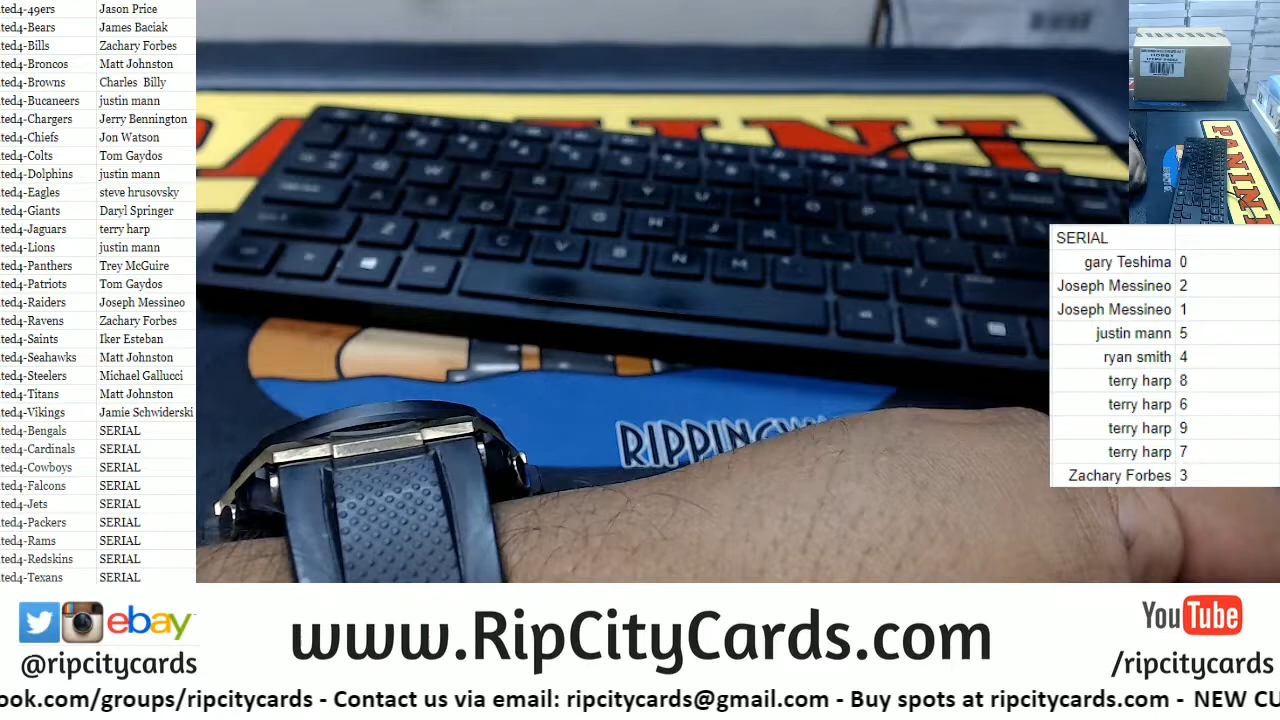 ted4-49ers Jason Price
ted4-Bears James Baciak
ted4-Bills Zachary Forbes
ted4-Broncos Matt Johnston
ted4-Browns Charles Billy
ted4-Bucaneers justin mann
ted4-Chargers Jerry Bennington
ted4-Chiefs Jon Watson
ted4-Colts Tom Gaydos
ted4-Dolphins justin mann
ted4-Eagles steve hrusovsky
ted4-Giants Daryl Springer
ted4-Jaguars terry harp
ted4-Lions justin mann
ted4-Panthers Trey McGuire
ted4-Patriots Tom Gaydos
ted4-Raiders Joseph Messineo
ted4-Ravens Zachary Forbes
ted4-Saints Iker Esteban
ted4-Seahawks Matt Johnston
ted4-Steelers Michael Gallucci
ted4-Titans Matt Johnston
ted4-Vikings Jamie Schwiderski
ted4-Bengals SERIAL
ted4-Cardinals SERIAL
ted4-Cowboys SERIAL
ted4-Falcons SERIAL
ted4-Jets SERIAL
ted4-Packers SERIAL
ted4-Rams SERIAL
ted4-Redskins SERIAL
ted4-Texans SERIAL
PANINI
RIPPING
SERIAL
gary Teshima 0
Joseph Messineo 2
Joseph Messineo 1
justin mann 5
ryan smith 4
terry harp 8
terry harp 6
terry harp 9
terry harp 7
Zachary Forbes 3
ebay
@ripcitycards
www.RipCityCards.com
YouTube
/ripcitycards
ook.com/groups/ripcitycards - Contact us via email: ripcitycards@gmail.com - Buy spots at ripcitycards.com - NEW CU